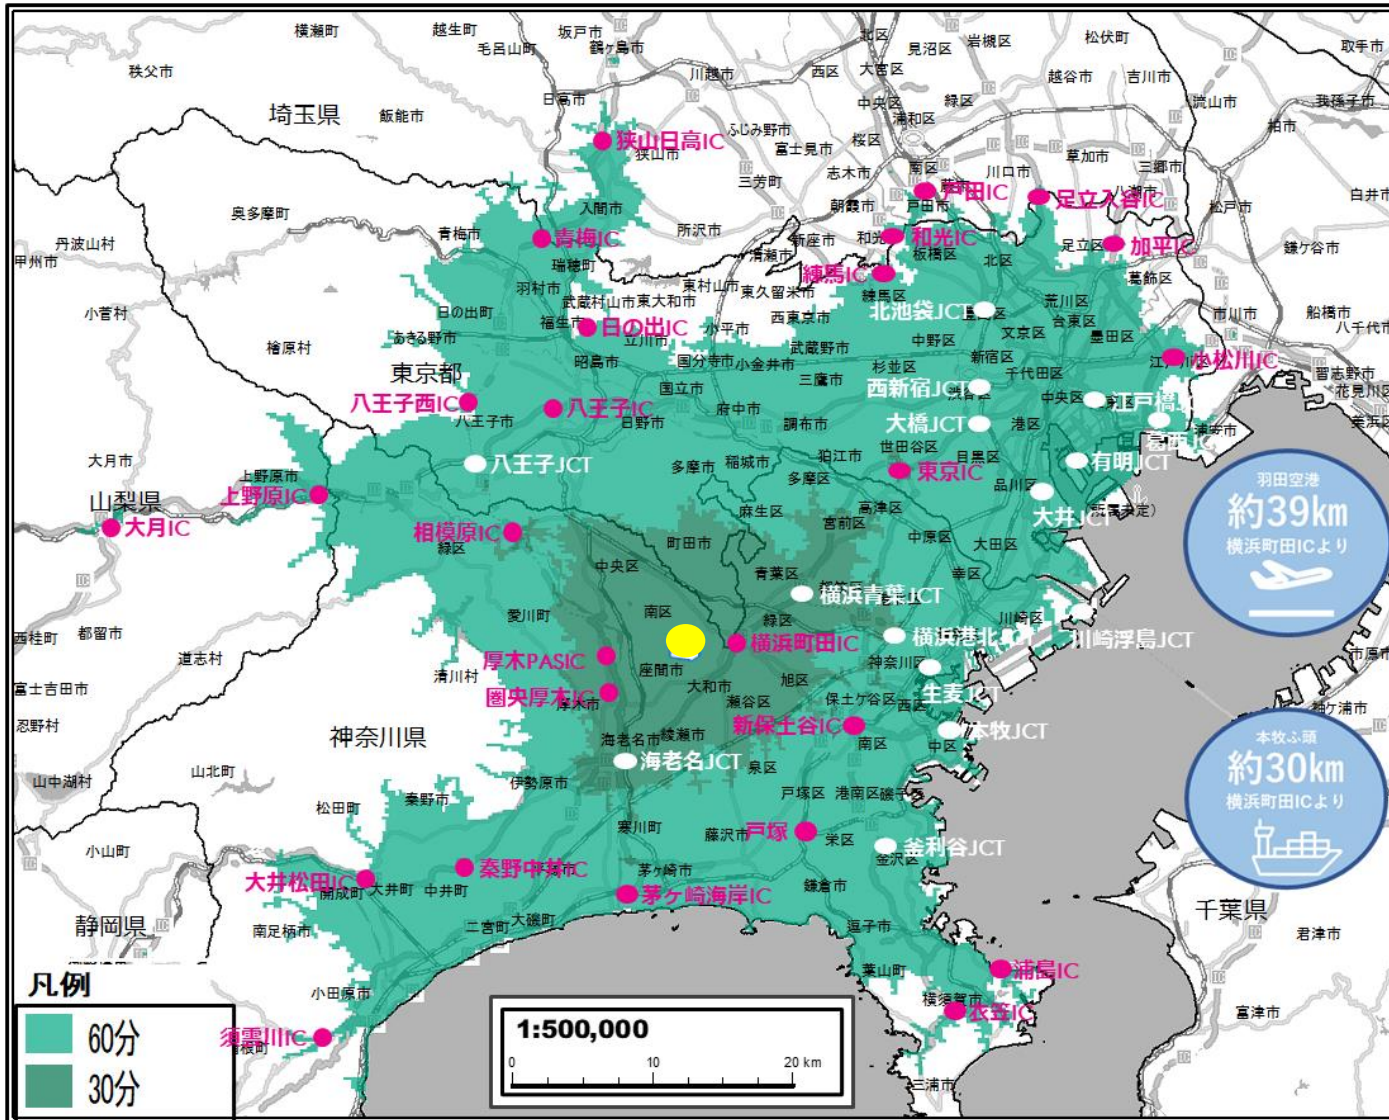 横瀬町
越生町
坂戸市
鶴ヶ島市
毛呂山町
北区
見沼区
岩槻区
松伏町
取手市
秩父市
川越市
西区
大宮区
越谷市
吉川市
日高市
中央区
緑区
流山市
我孫子市
埼玉県
飯能市
浦和区
柏市
狭山日高IC
狭山市
ふじみ野市
富士見市
桜区
草加市
三郷市
三芳町
志木市
南区
川口市
八潮市
白井市
奥多摩町
入間市
朝霞市
戸田市
戸田IC
足立入谷IC
松戸市
丹波山村
青梅市
青梅IC
所沢市
新座市
和光IC
板橋区
足立区
加平IC
鎌ケ谷市
甲州市
瑞穂町
清瀬市
北区
練馬IC
葛飾区
羽村市
東村山市
東久留米市
練馬区
武蔵村山市
東大和市
小菅村
日の出町
福生市
日の出IC
小平市
西東京市
北池袋JCT
荒川区
台東区
市川市
船橋市
あきる野市
立川市
武蔵野市
中野区
文京区
墨田区
八千代市
檜原村
昭島市
国分寺市
小金井市
杉並区
新宿区
小松川IC
東京都
国立市
三鷹市
千代田区
習志野市
八王子西IC
八王子IC
府中市
西新宿JCT
中央区
花見川区
八王子市
日野市
調布市
大橋JCT
港区
葛西JCT
浦安市
美浜区
大月市
八王子JCT
多摩市
稲城市
狛江市
世田谷区
目黒区
有明JCT
上野原市
上野原IC
多摩区
東京IC
品川区
山梨県
大月IC
麻生区
宮前区
高津区
大井JCT
(所属未定)
羽田空港
約39km
横浜町田ICより
相模原IC
緑区
町田市
中原区
大田区
中央区
青葉区
幸区
横浜青葉JCT
西桂町
都留市
愛川町
南区
緑区
川崎区
道志村
横浜町田IC
横浜港北JCT
川崎浮島JCT
厚木PASIC
座間市
神奈川区
市原市
富士吉田市
清川村
圏央厚木IC
厚木市
大和市
旭区
生麦JCT
忍野村
瀬谷区
保土ケ谷区
西区
袖ケ浦市
神奈川県
新保土谷IC
海老名市
綾瀬市
南区
中区
本牧JCT
本牧ふ頭
約30km
横浜町田ICより
山中湖村
山北町
伊勢原市
海老名JCT
泉区
秦野市
戸塚区
港南区
磯子区
松田町
寒川町
藤沢市
戸塚
栄区
釜利谷JCT
小山町
金沢区
大井松田IC
大井町
中井町
秦野中井IC
茅ヶ崎市
鎌倉市
開成町
茅ヶ崎海岸IC
千葉県
静岡県
南足柄市
二宮町
大磯町
逗子市
君津市
葉山町
浦島IC
小田原市
横須賀市
衣笠IC
富津市
須雲川IC
三浦市
凡例
60分
30分
1:500,000
0
10
20 km